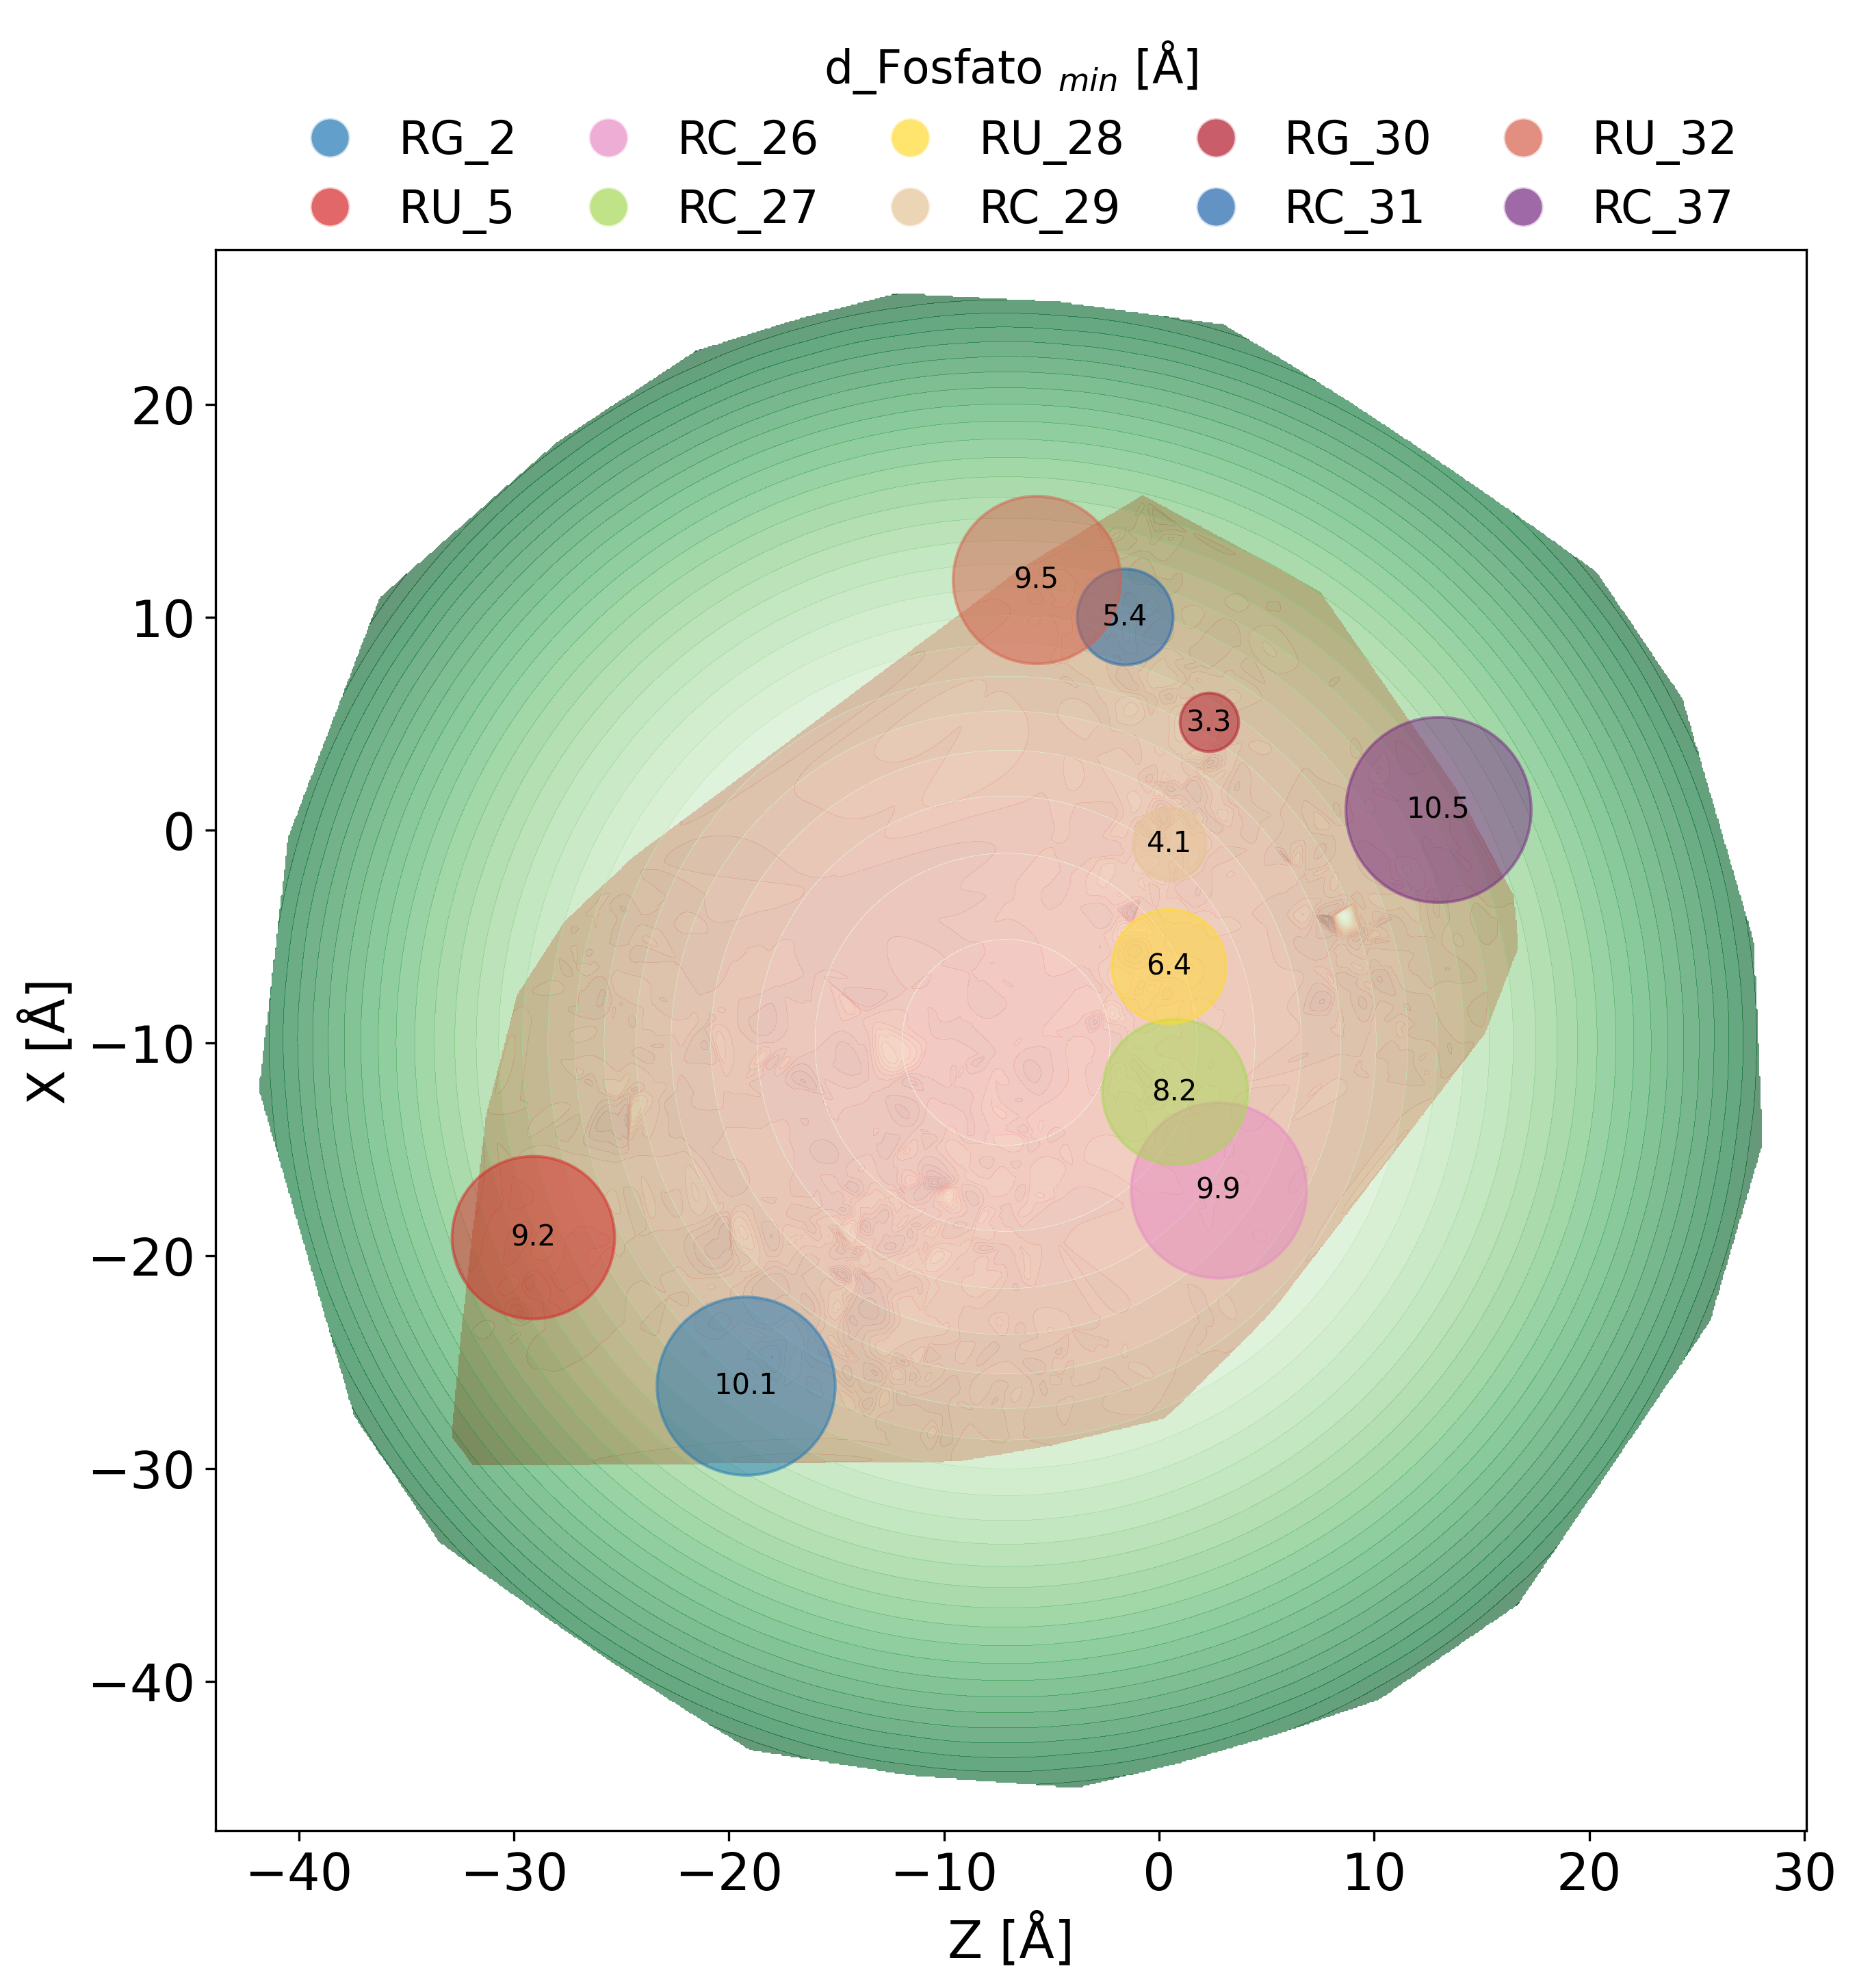 d_Fosfato min [Å]
RG_2 RC_26 RU_28 RG_30 RU_32
RU_5 RC_27 RC_29 RC_31 RC_37
20
10
0
−10
−20
−30
−40
X [Å]
9.5
5.4
3.3
10.5
4.1
6.4
8.2
9.9
9.2
10.1
−40 −30 −20 −10 0 10 20 30
Z [Å]